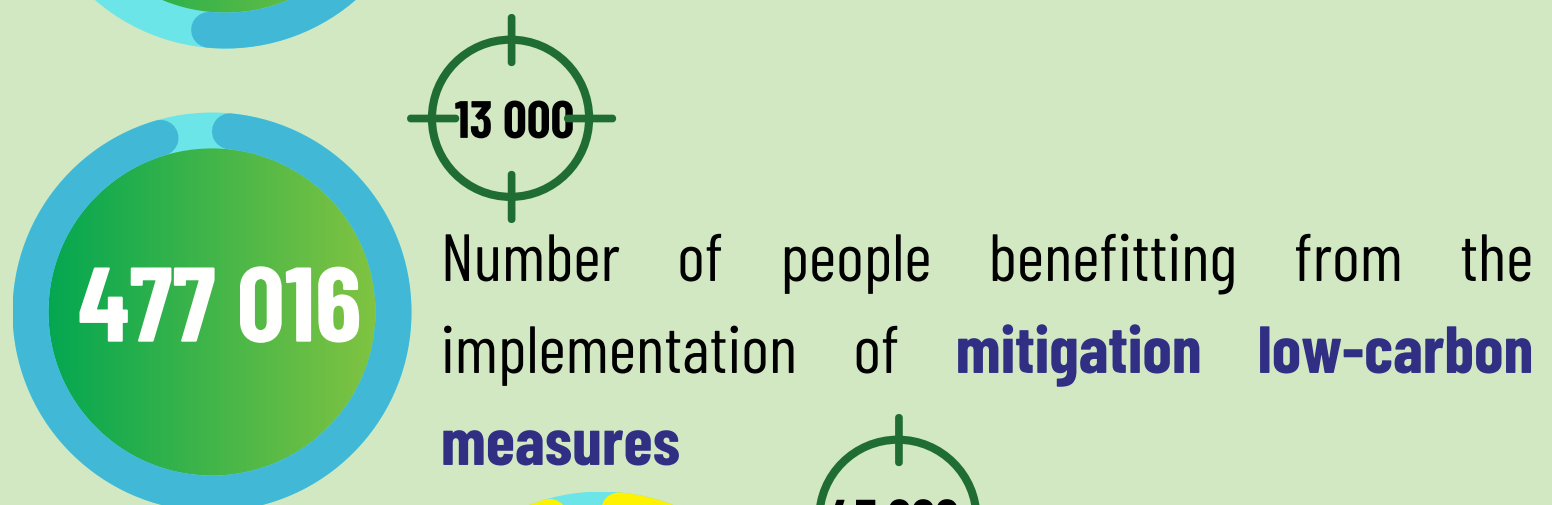 13 000
477 016
Number of people benefitting from the
implementation of mitigation low-carbon
measures